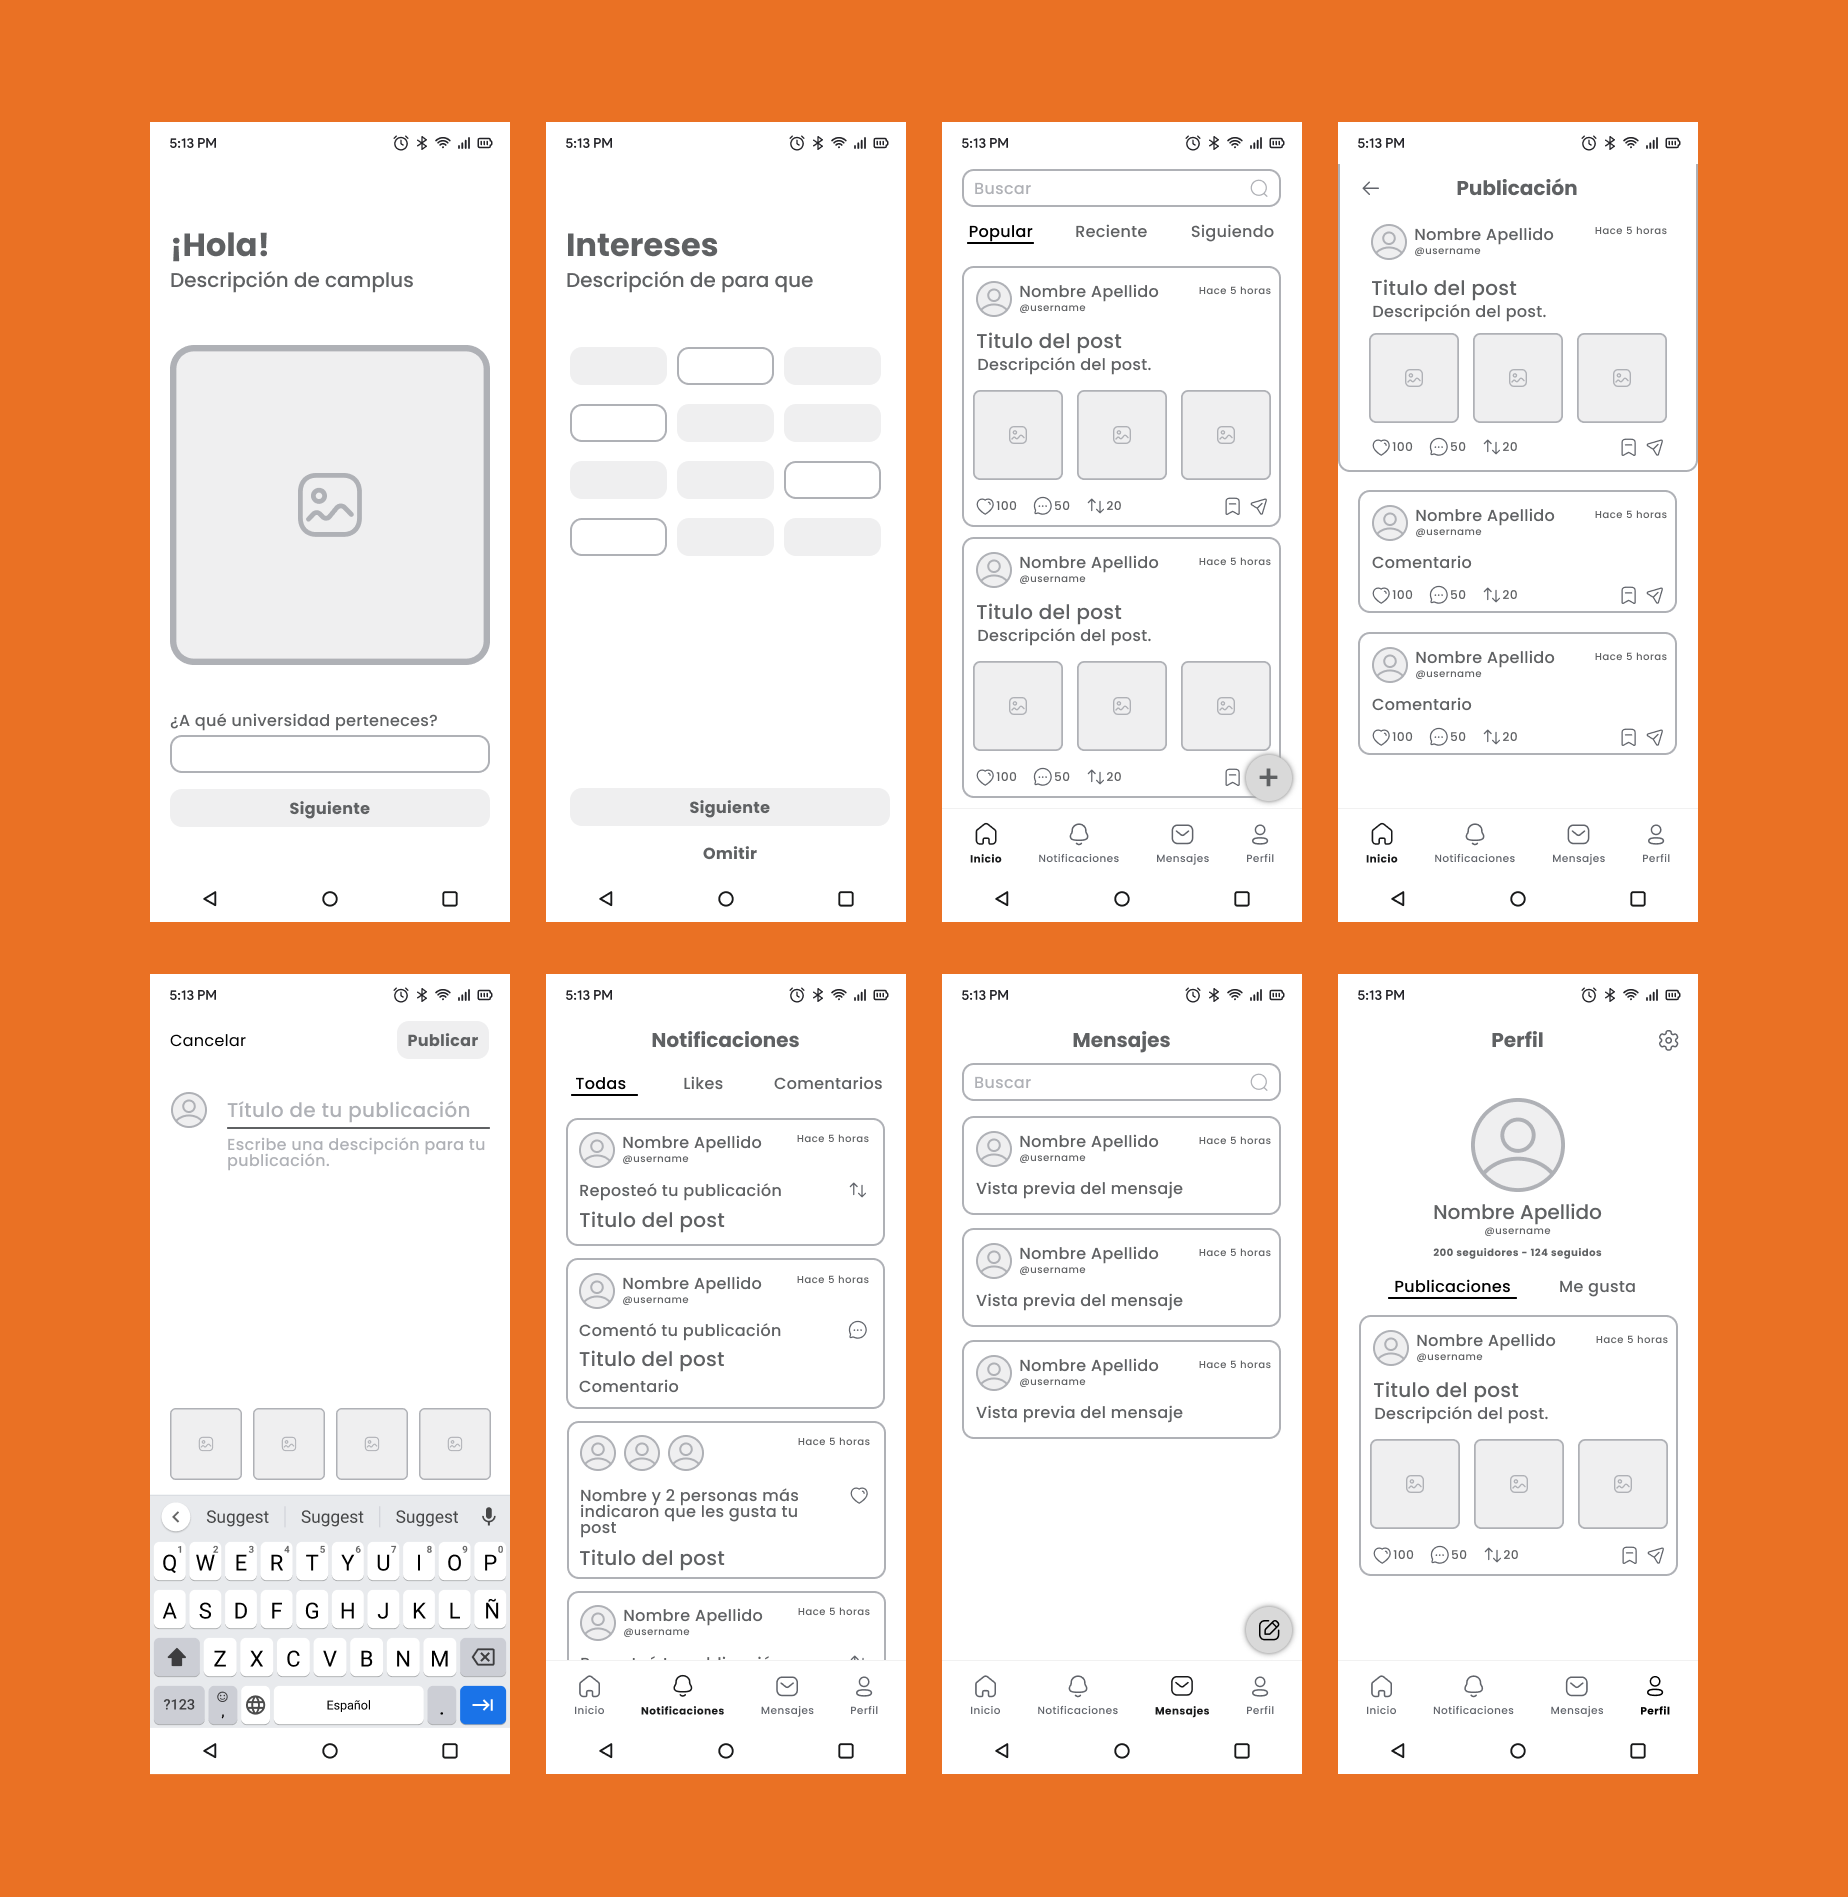 5:13 PM
¡Hola!
Descripción de camplus
¿A qué universidad perteneces?
Siguiente
5:13 PM
Intereses
Descripción de para que
Siguiente
Omitir
5:13 PM
Buscar
Popular Reciente Siguiendo
Nombre Apellido Hace 5 horas
@username
Titulo del post
Descripción del post.
100 50 20
Nombre Apellido Hace 5 horas
@username
Titulo del post
Descripción del post.
100 50 20
Inicio Notificaciones Mensajes Perfil
5:13 PM
Publicación
Nombre Apellido Hace 5 horas
@username
Titulo del post
Descripción del post.
100 50 20
Nombre Apellido Hace 5 horas
@username
Comentario
100 50 20
Nombre Apellido Hace 5 horas
@username
Comentario
100 50 20
Inicio Notificaciones Mensajes Perfil
5:13 PM
Cancelar Publicar
Título de tu publicación
Escribe una descipción para tu
publicación.
Suggest Suggest Suggest
Q1 W2 E3 R4 T5 Y6 U7 I8 O9 P0
A S D F G H J K L Ñ
Z X C V B N M
?123 , Español .
5:13 PM
Notificaciones
Todas Likes Comentarios
Nombre Apellido Hace 5 horas
@username
Reposteó tu publicación
Titulo del post
Nombre Apellido Hace 5 horas
@username
Comentó tu publicación
Titulo del post
Comentario
Hace 5 horas
Nombre y 2 personas más
indicaron que les gusta tu
post
Titulo del post
Nombre Apellido Hace 5 horas
@username
Inicio Notificaciones Mensajes Perfil
5:13 PM
Mensajes
Buscar
Nombre Apellido Hace 5 horas
@username
Vista previa del mensaje
Nombre Apellido Hace 5 horas
@username
Vista previa del mensaje
Nombre Apellido Hace 5 horas
@username
Vista previa del mensaje
Inicio Notificaciones Mensajes Perfil
5:13 PM
Perfil
Nombre Apellido
@username
200 seguidores - 124 seguidos
Publicaciones Me gusta
Nombre Apellido Hace 5 horas
@username
Titulo del post
Descripción del post.
100 50 20
Inicio Notificaciones Mensajes Perfil